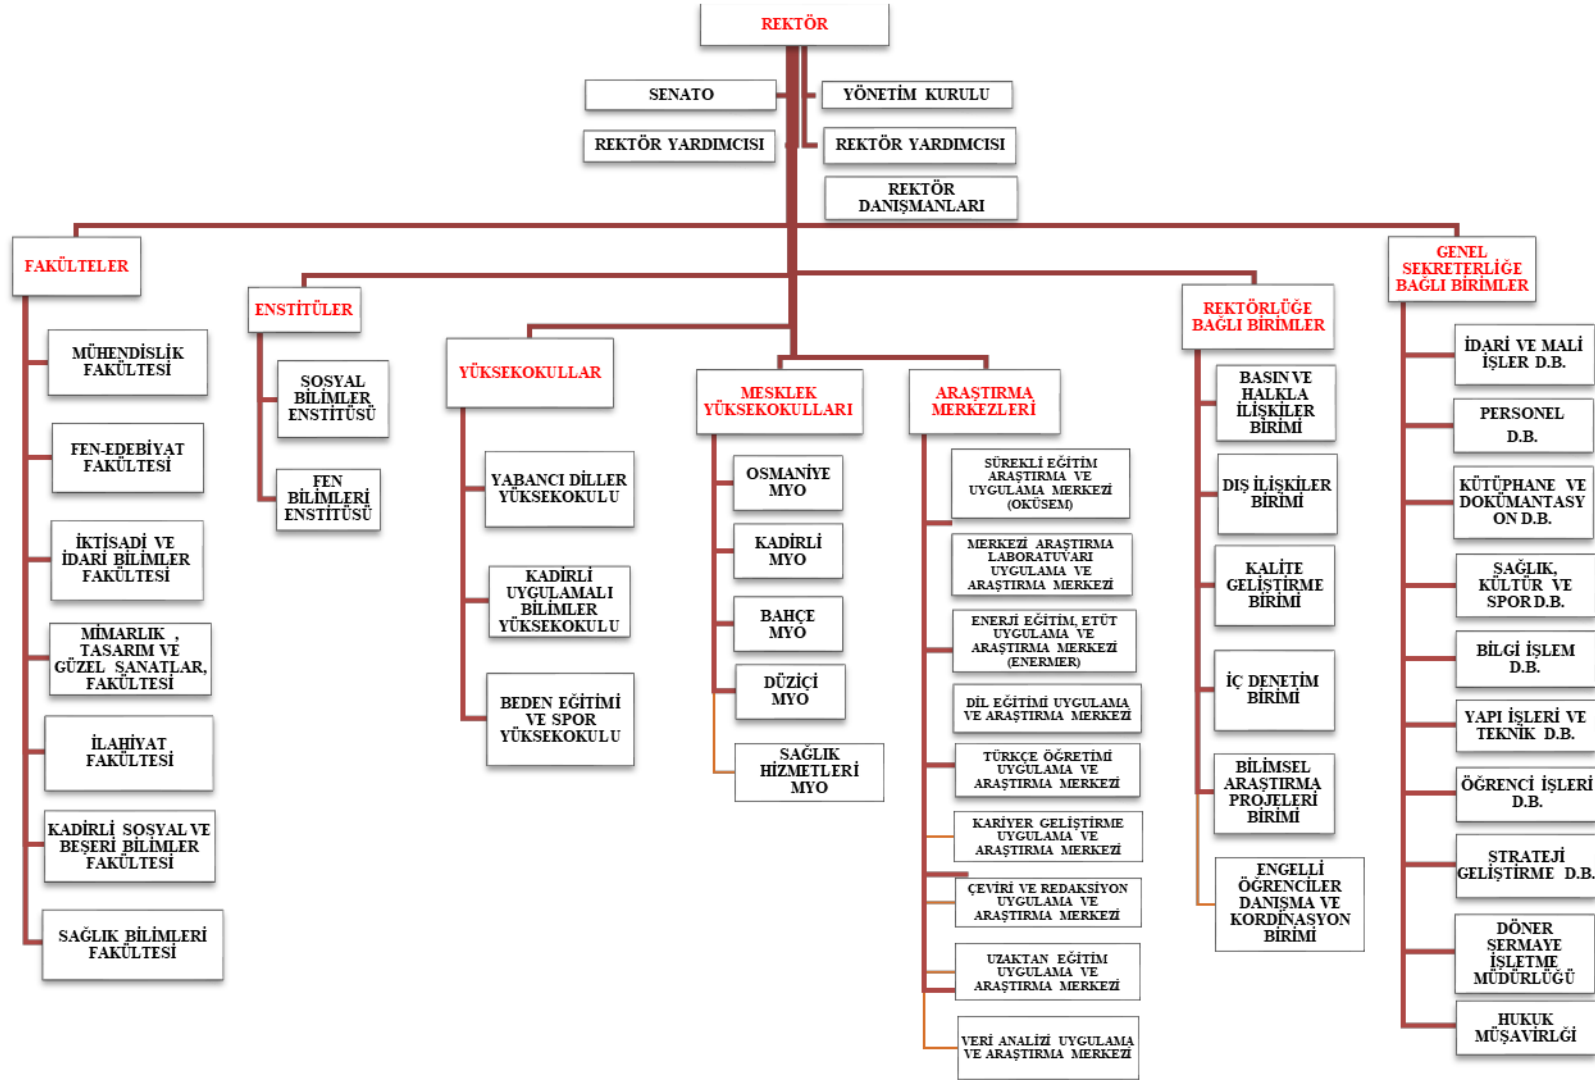 REKTÖR
SENATO
YÖNETİM KURULU
REKTÖR YARDIMCISI
REKTÖR YARDIMCISI
REKTÖR
DANIŞMANLARI
FAKÜLTELER
MÜHENDİSLİK
FAKÜLTESİ
FEN-EDEBİYAT
FAKÜLTESİ
İKTİSADİ VE
İDARİ BİLİMLER
FAKÜLTESİ
MİMARLIK ,
TASARIM VE
GÜZEL SANATLAR,
FAKÜLTESİ
İLAHİYAT
FAKÜLTESİ
KADİRLİ SOSYAL VE
BEŞERİ BİLİMLER
FAKÜLTESİ
SAĞLIK BİLİMLERİ
FAKÜLTESİ
ENSTİTÜLER
SOSYAL
BİLİMLER
ENSTİTÜSÜ
FEN
BİLİMLERİ
ENSTİTÜSÜ
YÜKSEKOKULLAR
YABANCI DİLLER
YÜKSEKOKULU
KADİRLİ
UYGULAMALI
BİLİMLER
YÜKSEKOKULU
BEDEN EĞİTİMİ
VE SPOR
YÜKSEKOKULU
MESKLEK
YÜKSEKOKULLARI
OSMANİYE
MYO
KADİRLİ
MYO
BAHÇE
MYO
DÜZİÇİ
MYO
SAĞLIK
HİZMETLERİ
MYO
ARAŞTIRMA
MERKEZLERİ
SÜREKLİ EĞİTİM
ARAŞTIRMA VE
UYGULAMA MERKEZİ
(OKÜSEM)
MERKEZİ ARAŞTIRMA
LABORATUVARI
UYGULAMA VE
ARAŞTIRMA MERKEZİ
ENERJİ EĞİTİM, ETÜT
UYGULAMA VE
ARAŞTIRMA MERKEZİ
(ENERMER)
DİL EĞİTİMİ UYGULAMA
VE ARAŞTIRMA MERKEZİ
TÜRKÇE ÖĞRETİMİ
UYGULAMA VE
ARAŞTIRMA MERKEZİ
KARİYER GELİŞTİRME
UYGULAMA VE
ARAŞTIRMA MERKEZİ
ÇEVİRİ VE REDAKSİYON
UYGULAMA VE
ARAŞTIRMA MERKEZİ
UZAKTAN EĞİTİM
UYGULAMA VE
ARAŞTIRMA MERKEZİ
VERİ ANALİZİ UYGULAMA
VE ARAŞTIRMA MERKEZİ
REKTÖRLÜĞE
BAĞLI BİRİMLER
BASIN VE
HALKLA
İLİŞKİLER
BİRİMİ
DIŞ İLİŞKİLER
BİRİMİ
KALİTE
GELİŞTİRME
BİRİMİ
İÇ DENETİM
BİRİMİ
BİLİMSEL
ARAŞTIRMA
PROJELERİ
BİRİMİ
ENGELLİ
ÖĞRENCİLER
DANIŞMA VE
KORDİNASYON
BİRİMİ
GENEL
SEKRETERLİĞE
BAĞLI BİRİMLER
İDARİ VE MALİ
İŞLER D.B.
PERSONEL
D.B.
KÜTÜPHANE VE
DOKÜMANTASY
ON D.B.
SAĞLIK,
KÜLTÜR VE
SPOR D.B.
BİLGİ İŞLEM
D.B.
YAPI İŞLERİ VE
TEKNİK D.B.
ÖĞRENCİ İŞLERİ
D.B.
STRATEJİ
GELİŞTİRME D.B.
DÖNER
SERMAYE
İŞLETME
MÜDÜRLÜĞÜ
HUKUK
MÜŞAVİRLĞİ